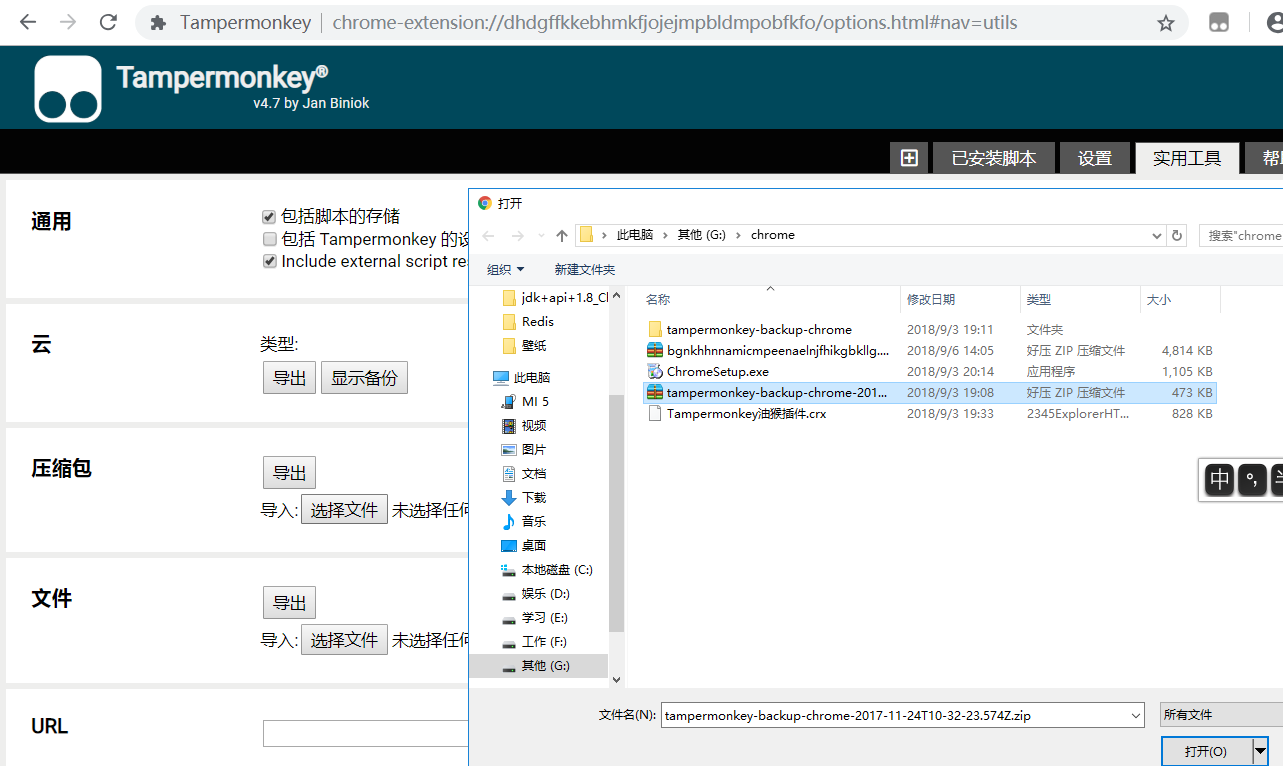 Tampermonkey | chrome-extension://dhdgffkkebhmkfjojejmpbldmpobfkfo/options.html#nav=utils
Tampermonkey®
v4.7 by Jan Biniok
已安装脚本 设置 实用工具
通用
包括脚本的存储
包括 Tampermonkey 的
Include external script
云
类型:
导出 显示备份
压缩包
导出
导入: 选择文件 未选择任
文件
导出
导入: 选择文件 未选择任
URL
打开
此电脑 › 其他 (G:) › chrome
搜索"chrome
组织 新建文件夹
jdk+api+1.8_
Redis
壁纸
此电脑
MI 5
视频
图片
文档
下载
音乐
桌面
本地磁盘 (C:)
娱乐 (D:)
学习 (E:)
工作 (F:)
其他 (G:)
名称 修改日期 类型 大小
tampermonkey-backup-chrome 2018/9/3 19:11 文件夹
bgnkhhnnamicmpeenaelnjfhikgbkllg.... 2018/9/6 14:05 好压 ZIP 压缩文件 4,814 KB
ChromeSetup.exe 2018/9/3 20:14 应用程序 1,105 KB
tampermonkey-backup-chrome-201... 2018/9/3 19:08 好压 ZIP 压缩文件 473 KB
Tampermonkey油猴插件.crx 2018/9/3 19:33 2345ExplorerHT... 828 KB
中 °,
文件名(N): tampermonkey-backup-chrome-2017-11-24T10-32-23.574Z.zip
所有文件
打开(O)